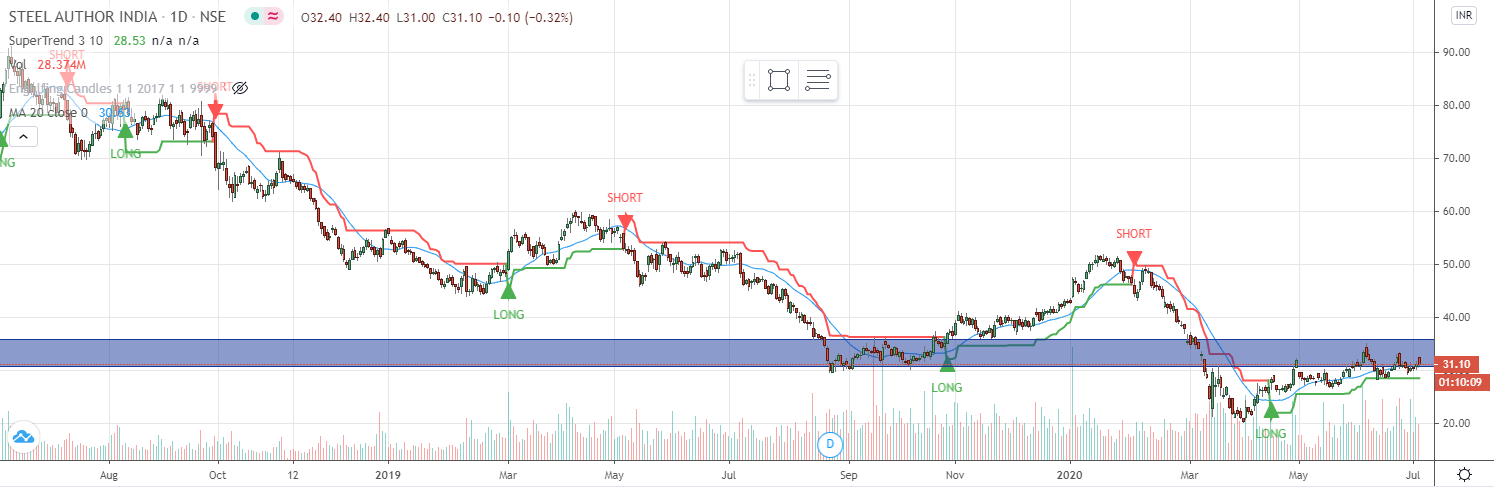 STEEL AUTHOR INDIA · 1D · NSE O32.40 H32.40 L31.00 C31.10 −0.10 (−0.32%)
INR
SuperTrend 3 10 28.53 n/a n/a
SHORT
Vol 28.374M
Engulfing Candles 1 1 2017 1 1 9999
SHORT
MA 20 close 0 30.63
NG
LONG
SHORT
LONG
SHORT
LONG
LONG
90.00
80.00
70.00
60.00
50.00
40.00
31.10
01:10:09
20.00
D
Aug Oct 12 2019 Mar May Jul Sep Nov 2020 Mar May Jul